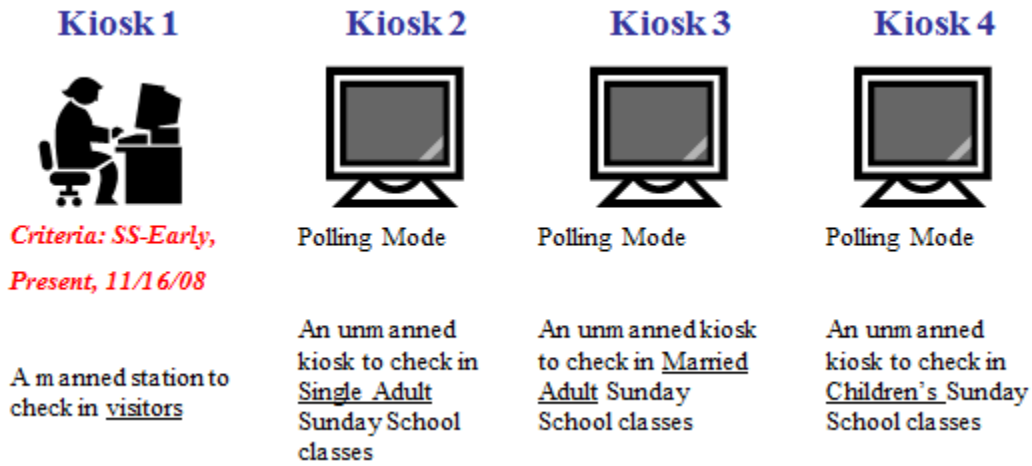 Kiosk 1
Criteria: SS-Early,
Present, 11/16/08
A manned station to
check in visitors
Kiosk 2
Polling Mode
An unmanned
kiosk to check in
Single Adult
Sunday School
classes
Kiosk 3
Polling Mode
An unmanned kiosk
to check in Married
Adult Sunday
School classes
Kiosk 4
Polling Mode
An unmanned
kiosk to check in
Children's Sunday
School classes